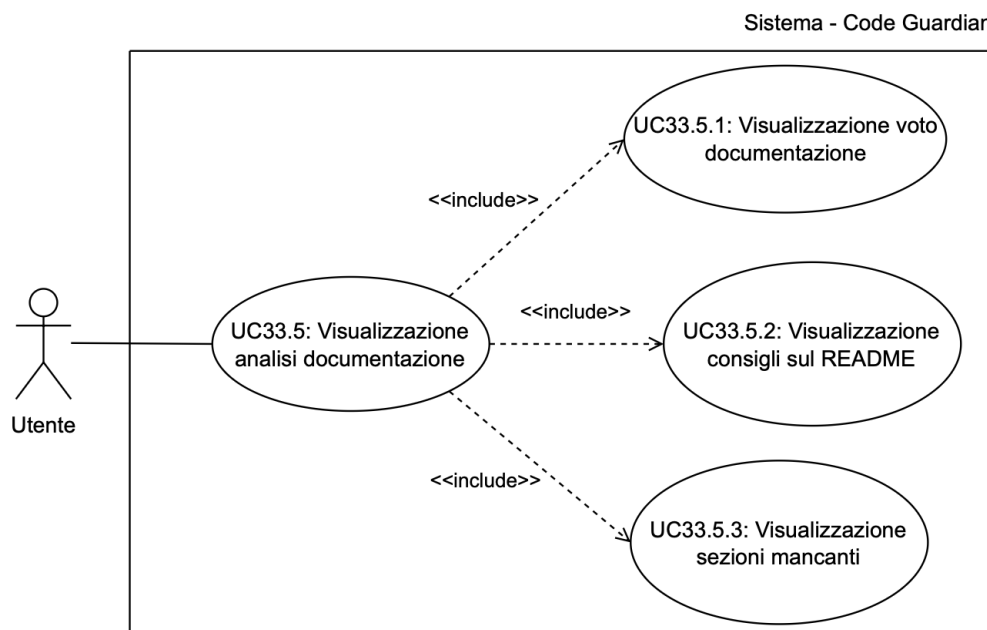 Sistema - Code Guardian
UC33.5.1: Visualizzazione voto
documentazione
<<include>>
<<include>>
UC33.5: Visualizzazione
analisi documentazione
UC33.5.2: Visualizzazione
consigli sul README
Utente
<<include>>
UC33.5.3: Visualizzazione
sezioni mancanti